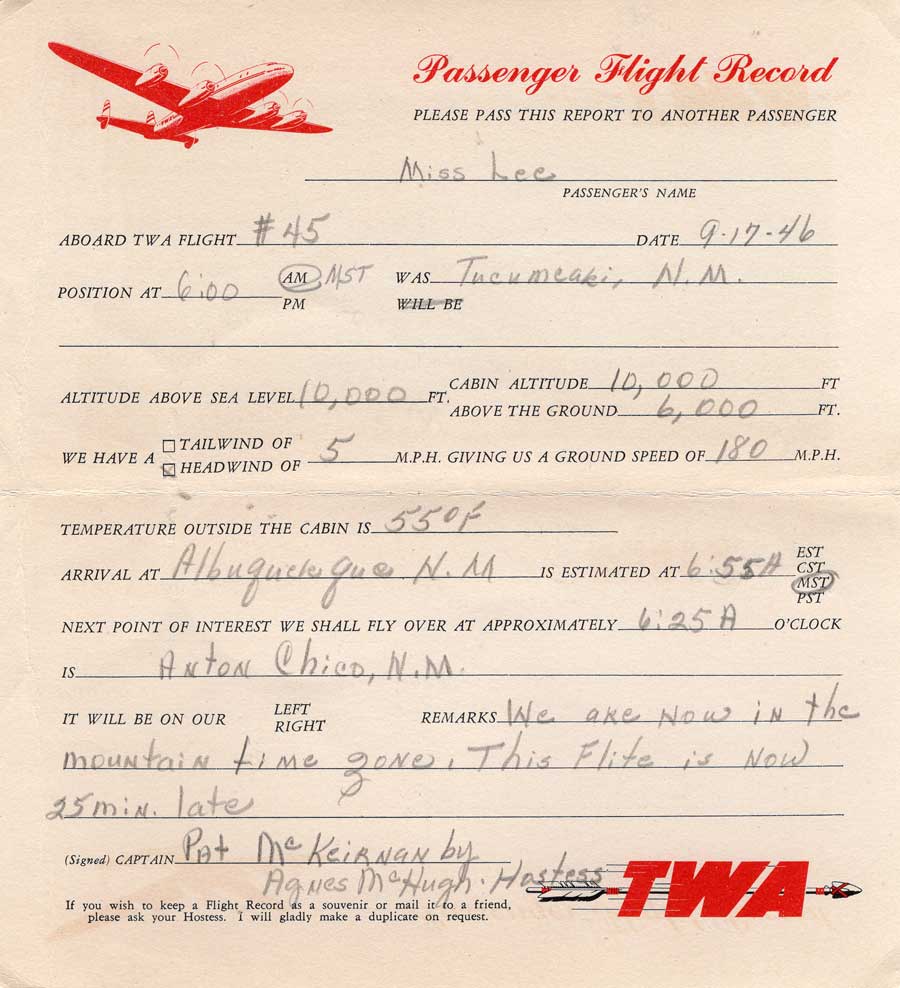 Passenger Flight Record
PLEASE PASS THIS REPORT TO ANOTHER PASSENGER
Miss Lee
PASSENGER'S NAME
ABOARD TWA FLIGHT #45 DATE 9-17-46
POSITION AT 6:00 AM MST WAS Tucumcaki, N.M.
PM WILL BE
ALTITUDE ABOVE SEA LEVEL 10,000 FT. CABIN ALTITUDE 10,000 FT
ABOVE THE GROUND 6,000 FT.
WE HAVE A TAILWIND OF 5 M.P.H. GIVING US A GROUND SPEED OF 180 M.P.H.
HEADWIND OF
TEMPERATURE OUTSIDE THE CABIN IS 55°F
ARRIVAL AT Albuquerque N.M IS ESTIMATED AT 6:55A EST
CST
MST
PST
NEXT POINT OF INTEREST WE SHALL FLY OVER AT APPROXIMATELY 6:25A O'CLOCK
IS Anton Chico, N.M.
IT WILL BE ON OUR LEFT REMARKS We are now in the
RIGHT
mountain time zone. This Flite is now
25 min. late
(Signed) CAPTAIN Pat McKeirnan by
Agnes McHugh - Hostess
If you wish to keep a Flight Record as a souvenir or mail it to a friend,
please ask your Hostess. I will gladly make a duplicate on request.
TWA